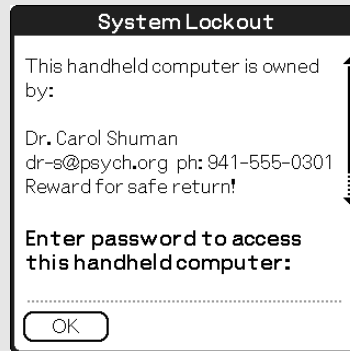 System Lockout
This handheld computer is owned
by:
Dr. Carol Shuman
dr-s@psych.org ph: 941-555-0301
Reward for safe return!
Enter password to access
this handheld computer:
OK